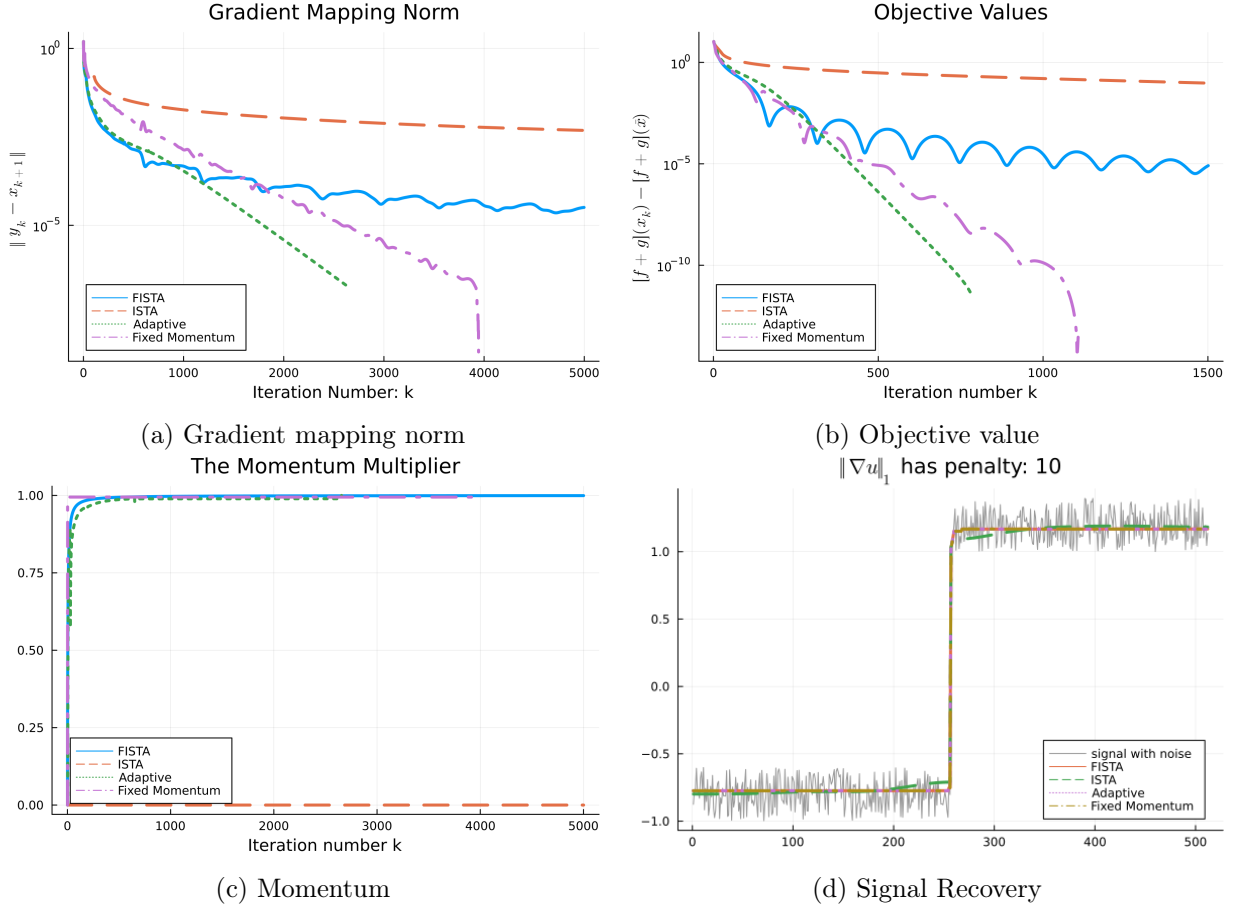 Gradient Mapping Norm
‖ y_k − x_{k+1} ‖
10^0
10^{-5}
0 1000 2000 3000 4000 5000
Iteration Number: k
FISTA
ISTA
Adaptive
Fixed Momentum
(a) Gradient mapping norm
Objective Values
[f + g](x_k) − [f + g](x̄)
10^0
10^{-5}
10^{-10}
0 500 1000 1500
Iteration number k
FISTA
ISTA
Adaptive
Fixed Momentum
(b) Objective value
The Momentum Multiplier
1.00
0.75
0.50
0.25
0.00
0 1000 2000 3000 4000 5000
Iteration number k
FISTA
ISTA
Adaptive
Fixed Momentum
(c) Momentum
‖∇u‖_1 has penalty: 10
1.0
0.5
0.0
−0.5
−1.0
0 100 200 300 400 500
signal with noise
FISTA
ISTA
Adaptive
Fixed Momentum
(d) Signal Recovery